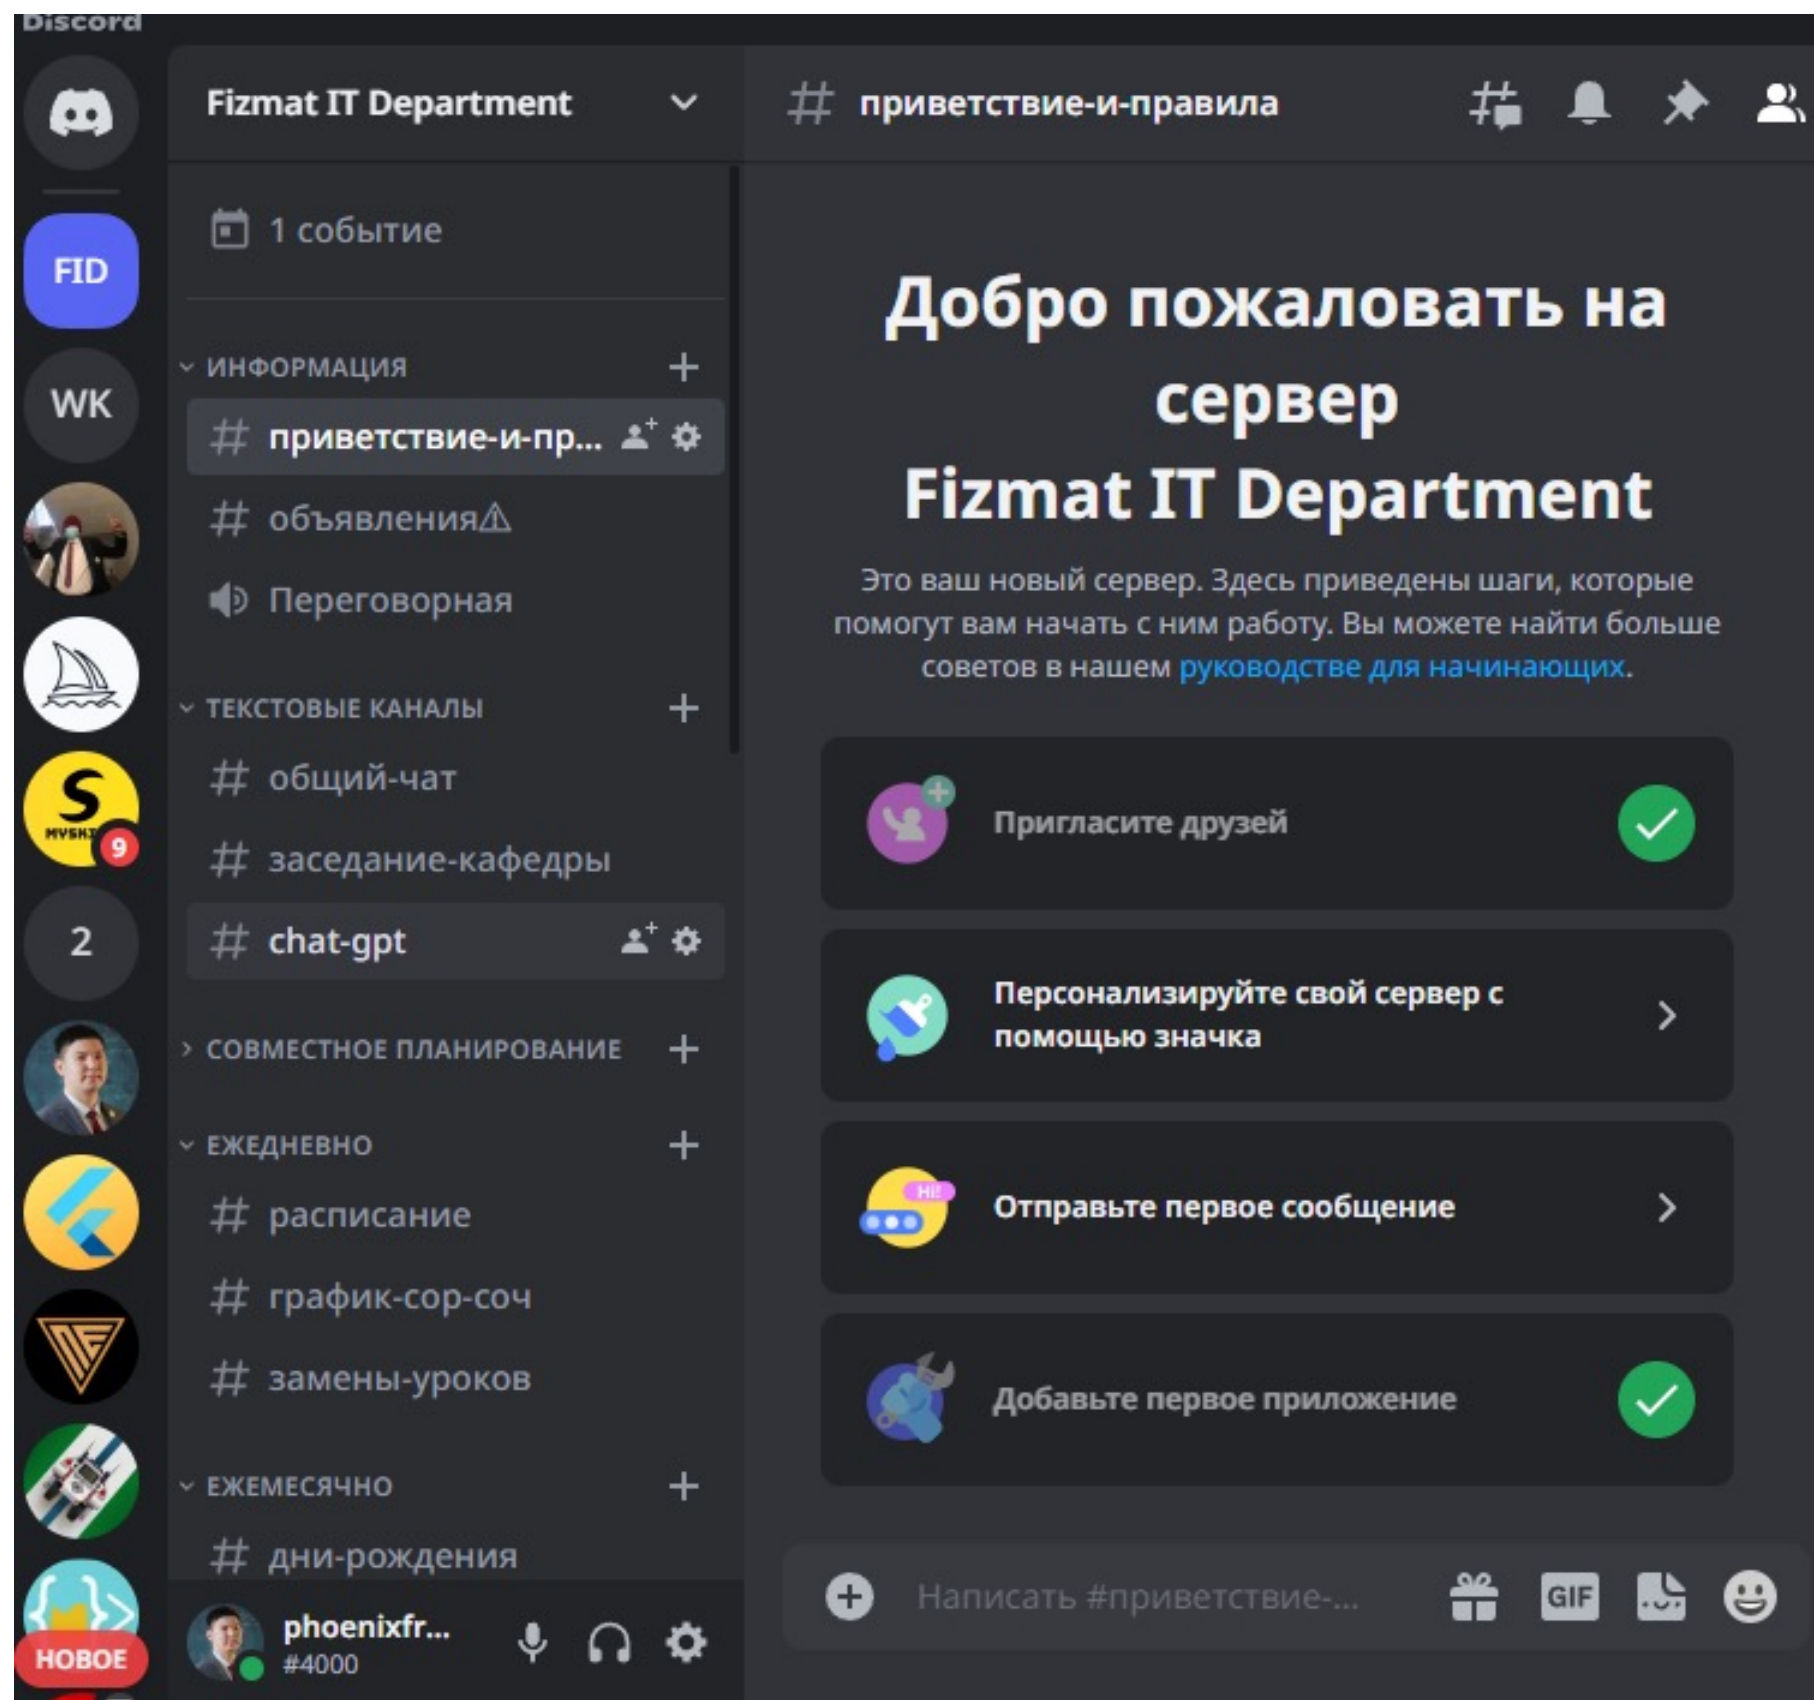 Discord
FID
WK
MYSKI
9
2
НОВОЕ
Fizmat IT Department
1 событие
ИНФОРМАЦИЯ
приветствие-и-пр...
объявления⚠
Переговорная
ТЕКСТОВЫЕ КАНАЛЫ
общий-чат
заседание-кафедры
chat-gpt
СОВМЕСТНОЕ ПЛАНИРОВАНИЕ
ЕЖЕДНЕВНО
расписание
график-сор-соч
замены-уроков
ЕЖЕМЕСЯЧНО
дни-рождения
phoenixfr...
#4000
приветствие-и-правила
Добро пожаловать на
сервер
Fizmat IT Department
Это ваш новый сервер. Здесь приведены шаги, которые
помогут вам начать с ним работу. Вы можете найти больше
советов в нашем руководстве для начинающих.
Пригласите друзей
Персонализируйте свой сервер с
помощью значка
Hi!
Отправьте первое сообщение
Добавьте первое приложение
Написать #приветствие-...
GIF